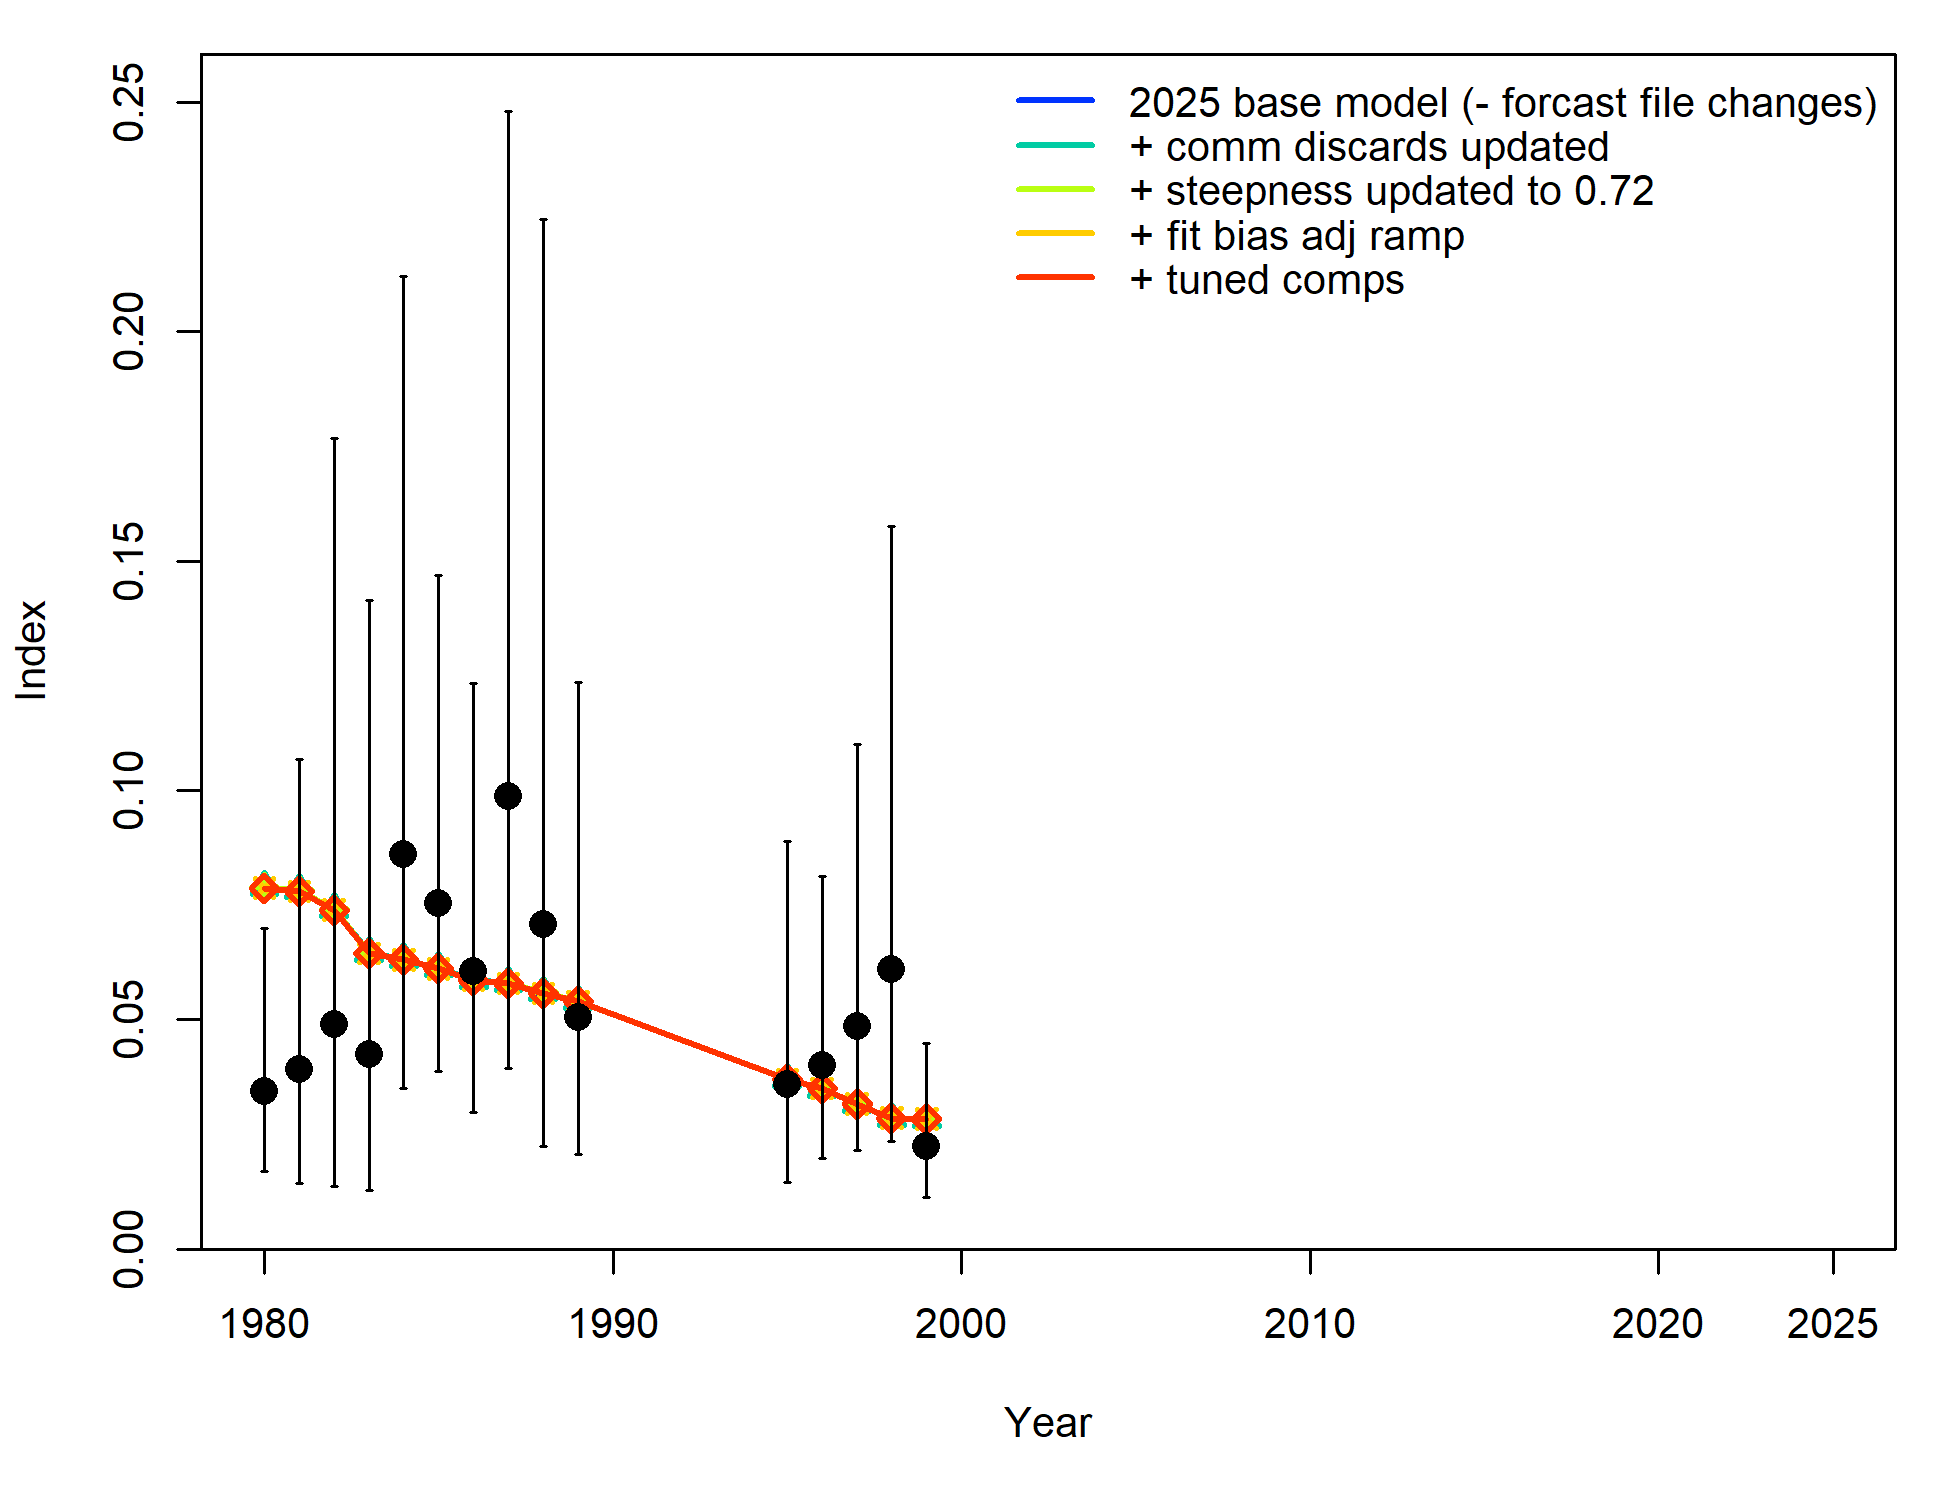 2025 base model (- forcast file changes)
+ comm discards updated
+ steepness updated to 0.72
+ fit bias adj ramp
+ tuned comps
0.25
0.20
0.15
0.10
0.05
0.00
Index
1980 1990 2000 2010 2020 2025
Year